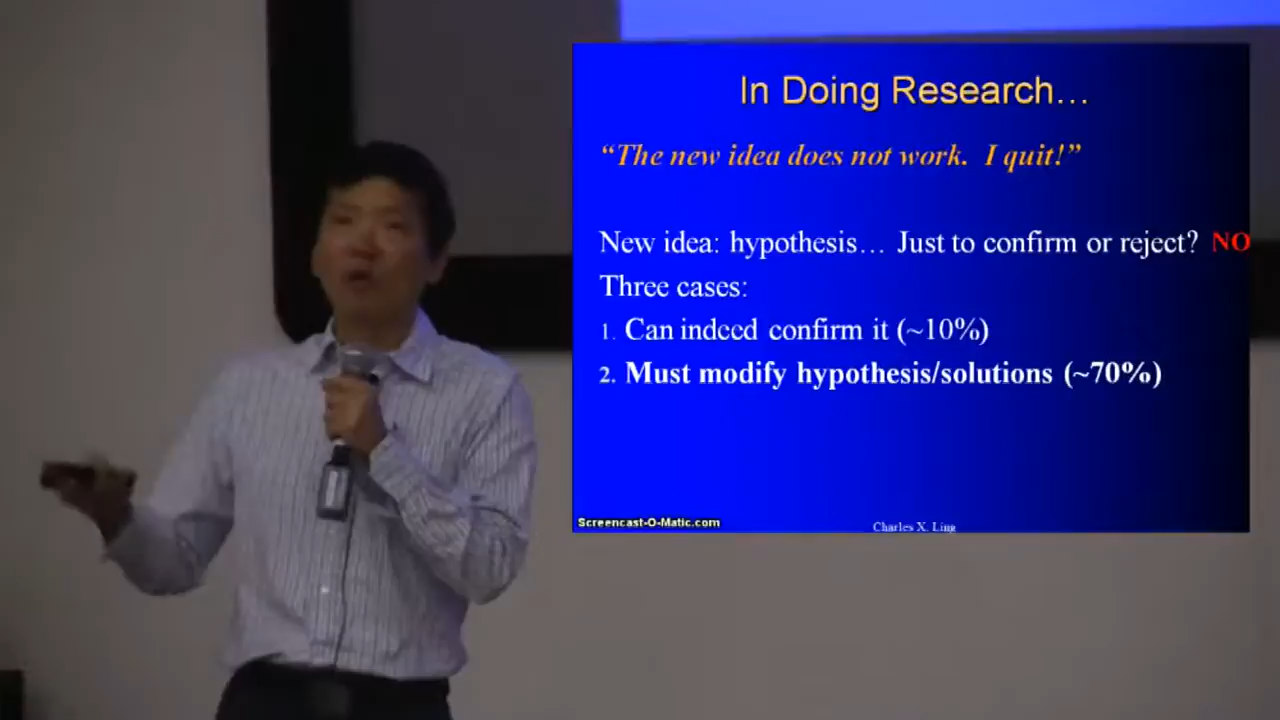 In Doing Research…
“The new idea does not work.  I quit!”
New idea: hypothesis…  Just to confirm or reject?  NO
Three cases:
1. Can indeed confirm it (~10%)
2. Must modify hypothesis/solutions (~70%)
Screencast-O-Matic.com
Charles X. Ling